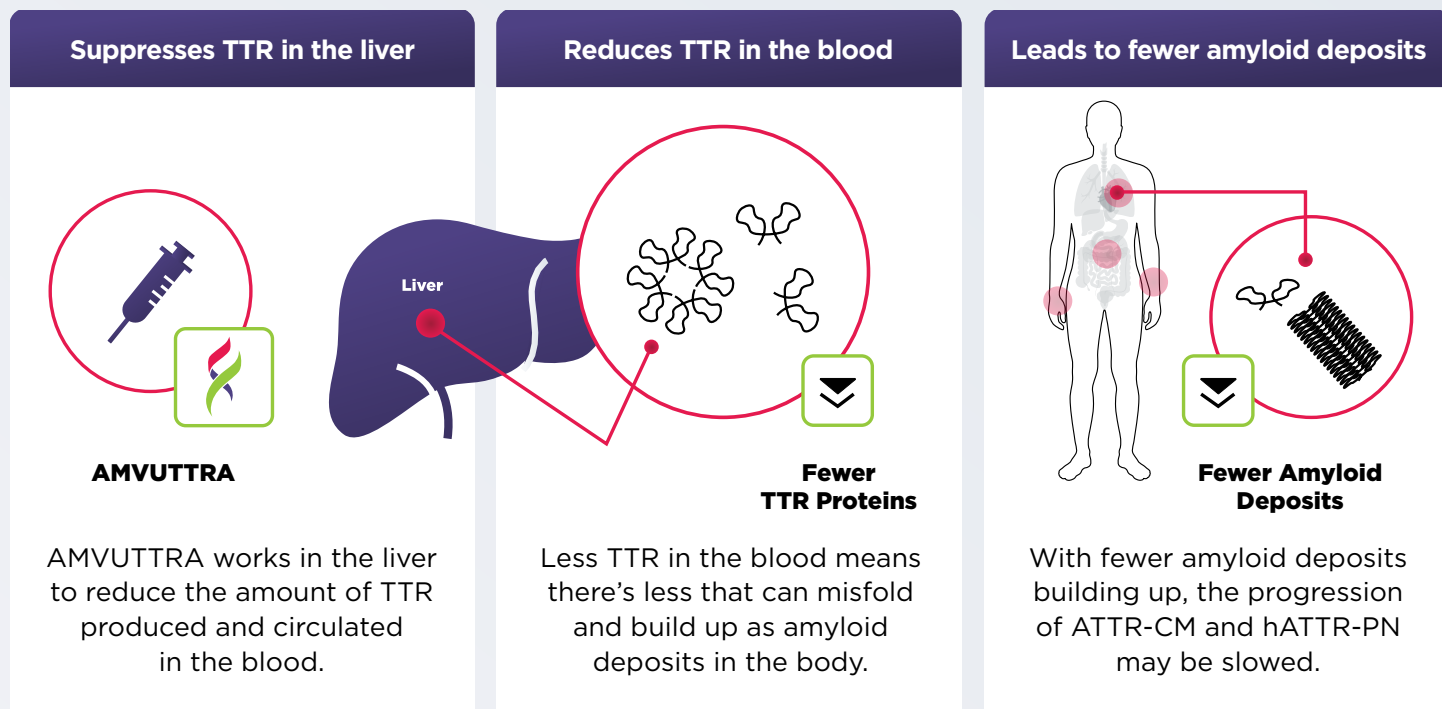 Suppresses TTR in the liver
AMVUTTRA
AMVUTTRA works in the liver
to reduce the amount of TTR
produced and circulated
in the blood.
Liver
Reduces TTR in the blood
Fewer
TTR Proteins
Less TTR in the blood means
there’s less that can misfold
and build up as amyloid
deposits in the body.
Leads to fewer amyloid deposits
Fewer Amyloid
Deposits
With fewer amyloid deposits
building up, the progression
of ATTR-CM and hATTR-PN
may be slowed.